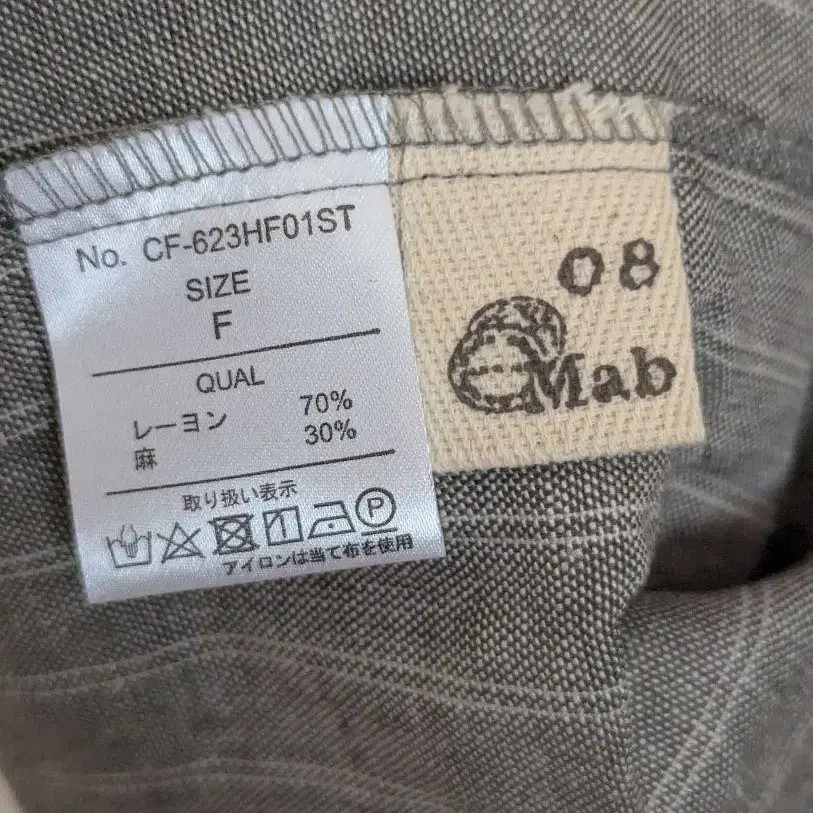 No. CF-623HF01ST
SIZE
F
QUAL
レーヨン 70%
麻 30%
取り扱い表示
P
アイロンは当て布を使用
08
Mab